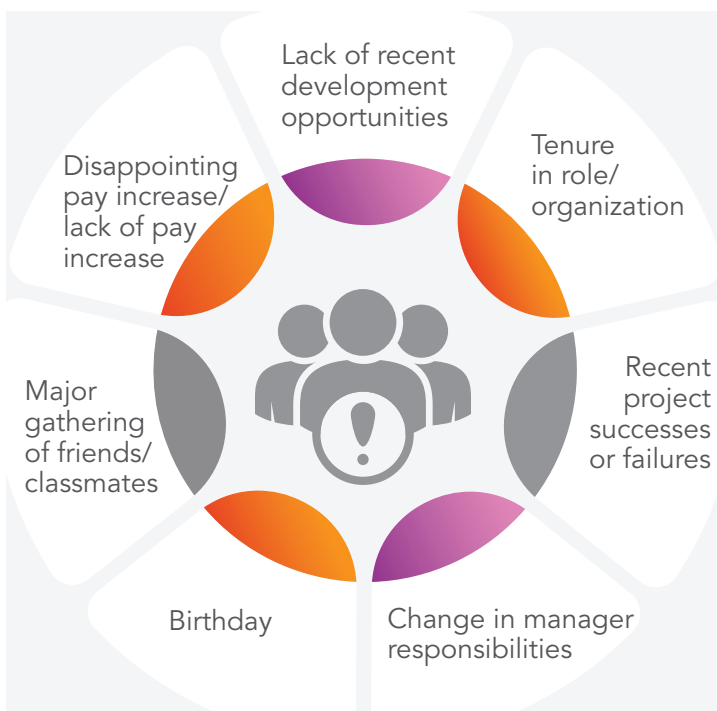 Lack of recent
development
opportunities
Tenure
in role/
organization
Recent
project
successes
or failures
Change in manager
responsibilities
Birthday
Major
gathering
of friends/
classmates
Disappointing
pay increase/
lack of pay
increase